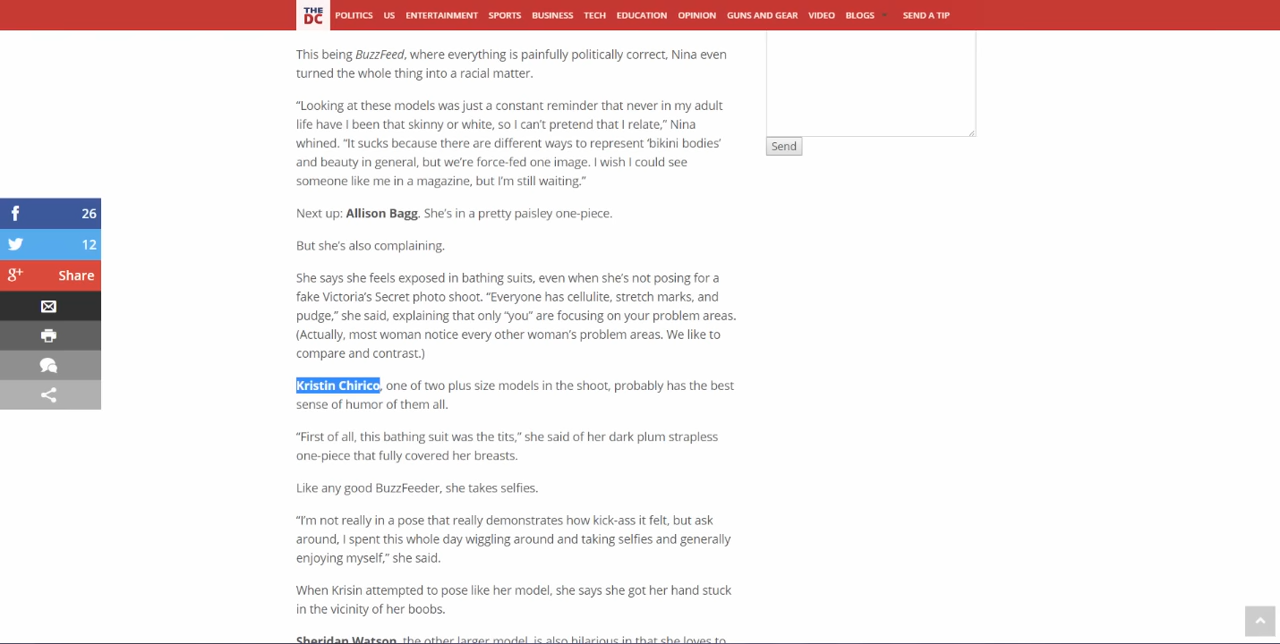 THE DC POLITICS US ENTERTAINMENT SPORTS BUSINESS TECH EDUCATION OPINION GUNS AND GEAR VIDEO BLOGS SEND A TIP
This being BuzzFeed, where everything is painfully politically correct, Nina even
turned the whole thing into a racial matter.
“Looking at these models was just a constant reminder that never in my adult
life have I been that skinny or white, so I can’t pretend that I relate,” Nina
whined. “It sucks because there are different ways to represent ‘bikini bodies’
and beauty in general, but we’re force-fed one image. I wish I could see
someone like me in a magazine, but I’m still waiting.”
Send
Next up: Allison Bagg. She’s in a pretty paisley one-piece.
But she’s also complaining.
She says she feels exposed in bathing suits, even when she’s not posing for a
fake Victoria’s Secret photo shoot. “Everyone has cellulite, stretch marks, and
pudge,” she said, explaining that only “you” are focusing on your problem areas.
(Actually, most woman notice every other woman’s problem areas. We like to
compare and contrast.)
Kristin Chirico, one of two plus size models in the shoot, probably has the best
sense of humor of them all.
“First of all, this bathing suit was the tits,” she said of her dark plum strapless
one-piece that fully covered her breasts.
Like any good BuzzFeeder, she takes selfies.
“I’m not really in a pose that really demonstrates how kick-ass it felt, but ask
around, I spent this whole day wiggling around and taking selfies and generally
enjoying myself,” she said.
When Krisin attempted to pose like her model, she says she got her hand stuck
in the vicinity of her boobs.
Sheridan Watson, the other larger model, is also hilarious in that she loves to
f 26
12
g+ Share